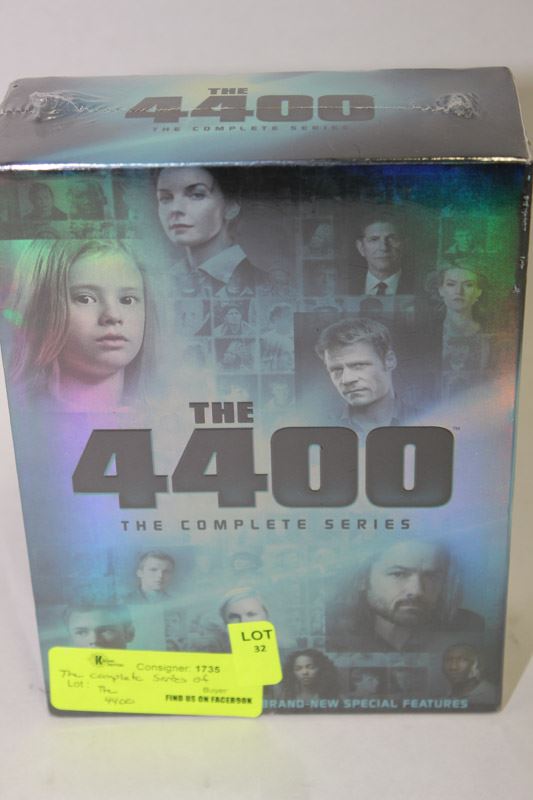 THE
4400
THE COMPLETE SERIES
THE
4400
THE COMPLETE SERIES
LOT
32
K
Consigner: 1735
The complete Series of
Lot: The
4400
Buyer
FIND US ON FACEBOOK
BRAND-NEW SPECIAL FEATURES